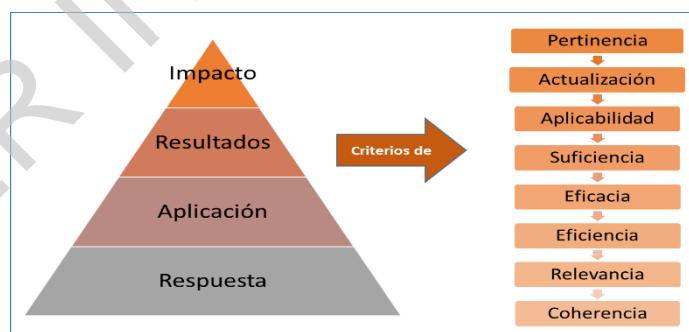 Impacto
Resultados
Aplicación
Respuesta
Criterios de
Pertinencia
Actualización
Aplicabilidad
Suficiencia
Eficacia
Eficiencia
Relevancia
Coherencia